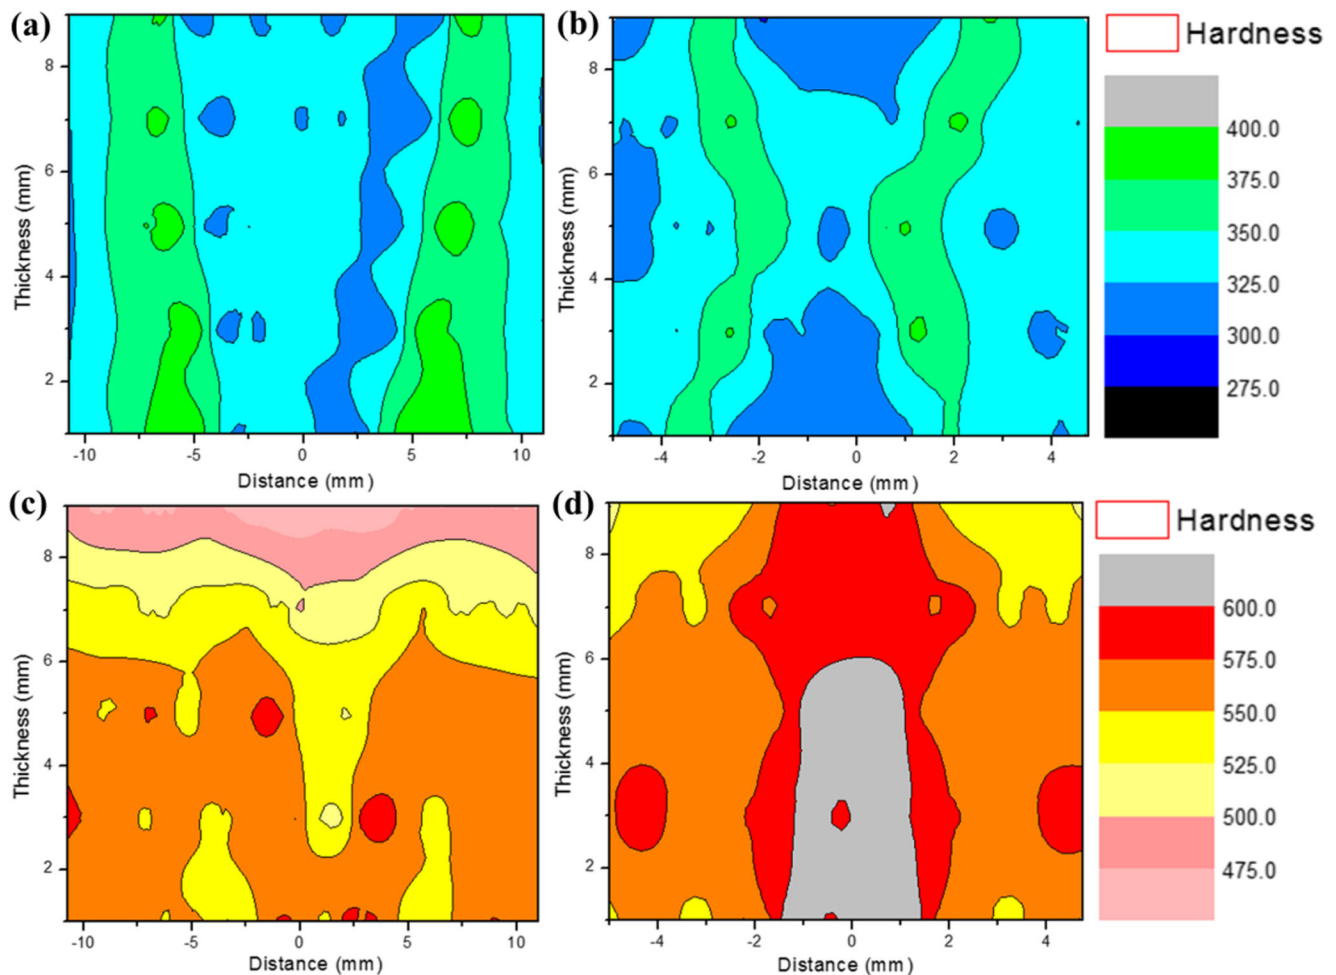 (a)
8
6
4
2
Thickness (mm)
-10 -5 0 5 10
Distance (mm)
(b)
8
6
4
2
Thickness (mm)
-4 -2 0 2 4
Distance (mm)
Hardness
400.0
375.0
350.0
325.0
300.0
275.0
(c)
8
6
4
2
Thickness (mm)
-10 -5 0 5 10
Distance (mm)
(d)
8
6
4
2
Thickness (mm)
-4 -2 0 2 4
Distance (mm)
Hardness
600.0
575.0
550.0
525.0
500.0
475.0